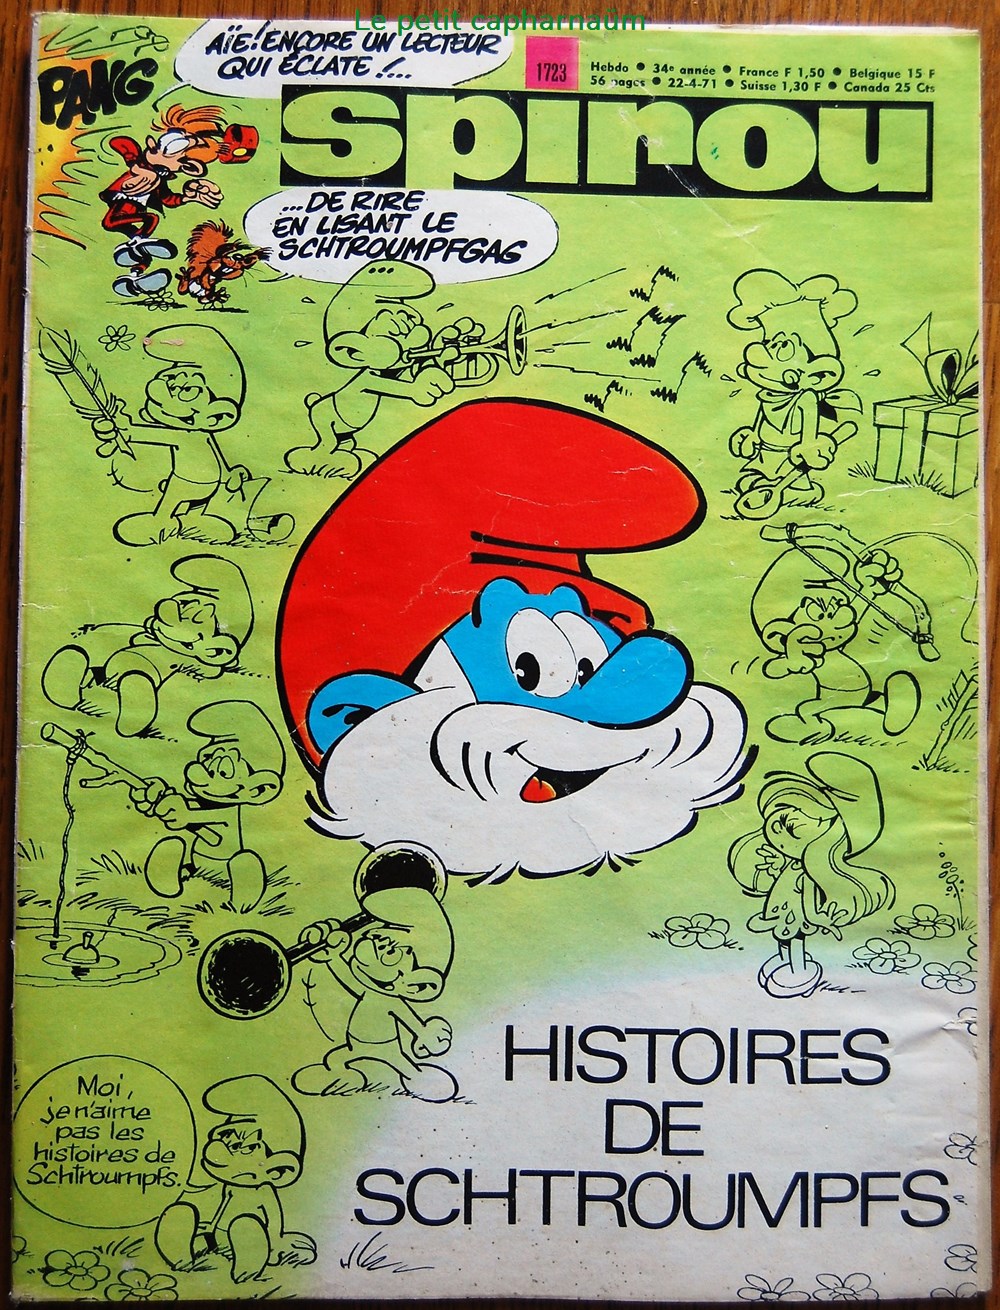 Le petit capharnaüm
AÏE! ENCORE UN LECTEUR
QUI ÉCLATE!...
PANG
1723
Hebdo • 34e année • France F 1,50 • Belgique 15 F
56 pages • 22-4-71 • Suisse 1,30 F • Canada 25 Cts
spirou
...DE RIRE
EN LISANT LE
SCHTROUMPFGAG
...
Moi,
je n'aime
pas les
histoires de
Schtroumpfs.
HISTOIRES
DE
SCHTROUMPFS